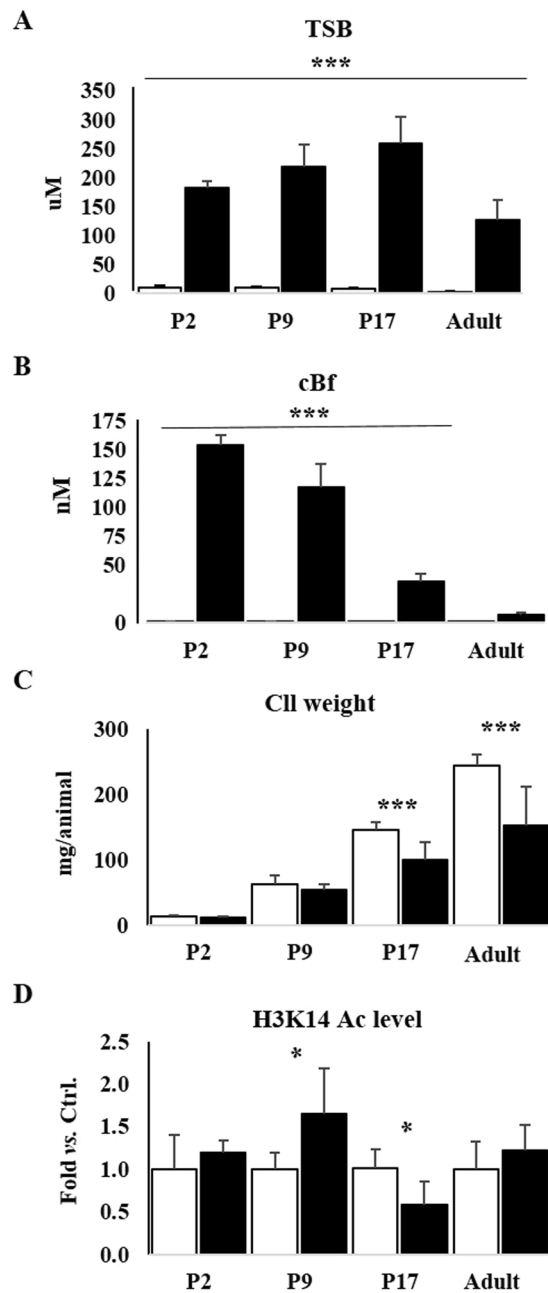 A
TSB
***
350
300
250
200
150
100
50
0
uM
P2 P9 P17 Adult
B
cBf
***
175
150
125
100
75
50
25
0
nM
P2 P9 P17 Adult
C
Cll weight
***
***
300
200
100
0
mg/animal
P2 P9 P17 Adult
D
H3K14 Ac level
*
*
2.5
2.0
1.5
1.0
0.5
0.0
Fold vs. Ctrl.
P2 P9 P17 Adult